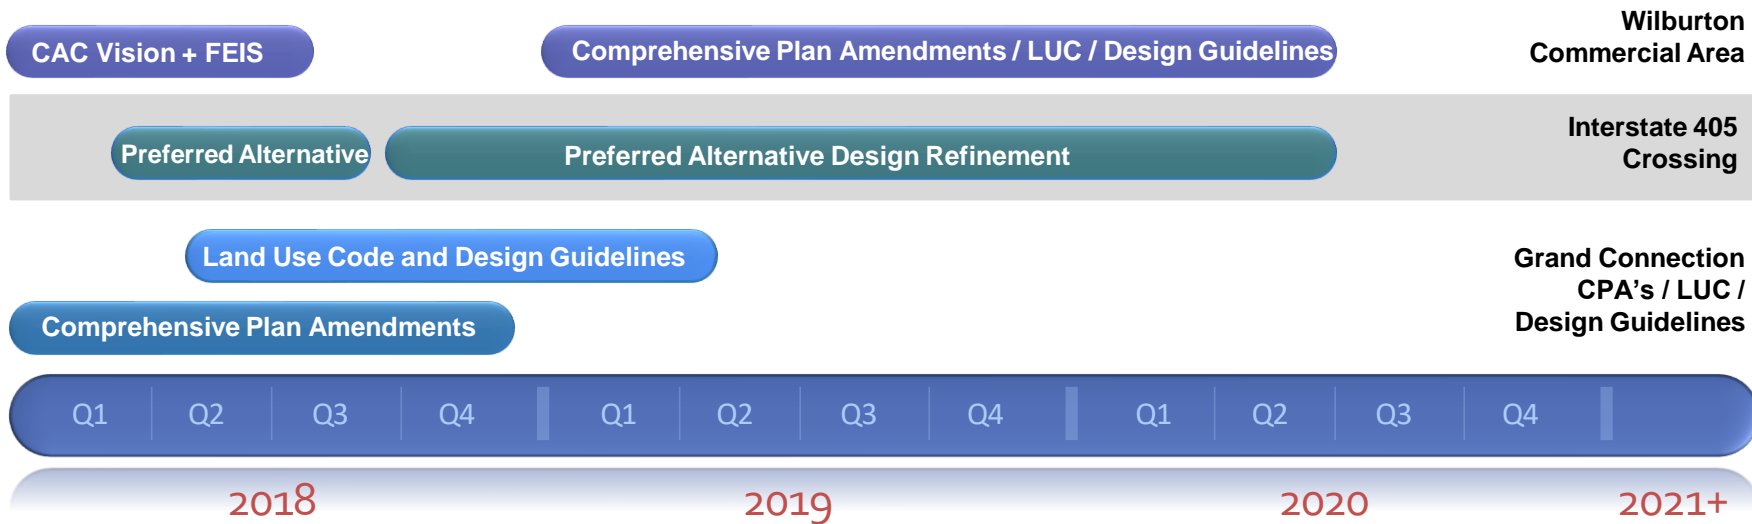 CAC Vision + FEIS
Comprehensive Plan Amendments / LUC / Design Guidelines
Wilburton
Commercial Area
Preferred Alternative
Preferred Alternative Design Refinement
Interstate 405
Crossing
Land Use Code and Design Guidelines
Comprehensive Plan Amendments
Grand Connection
CPA's / LUC /
Design Guidelines
Q1 Q2 Q3 Q4 Q1 Q2 Q3 Q4 Q1 Q2 Q3 Q4
2018 2019 2020 2021+